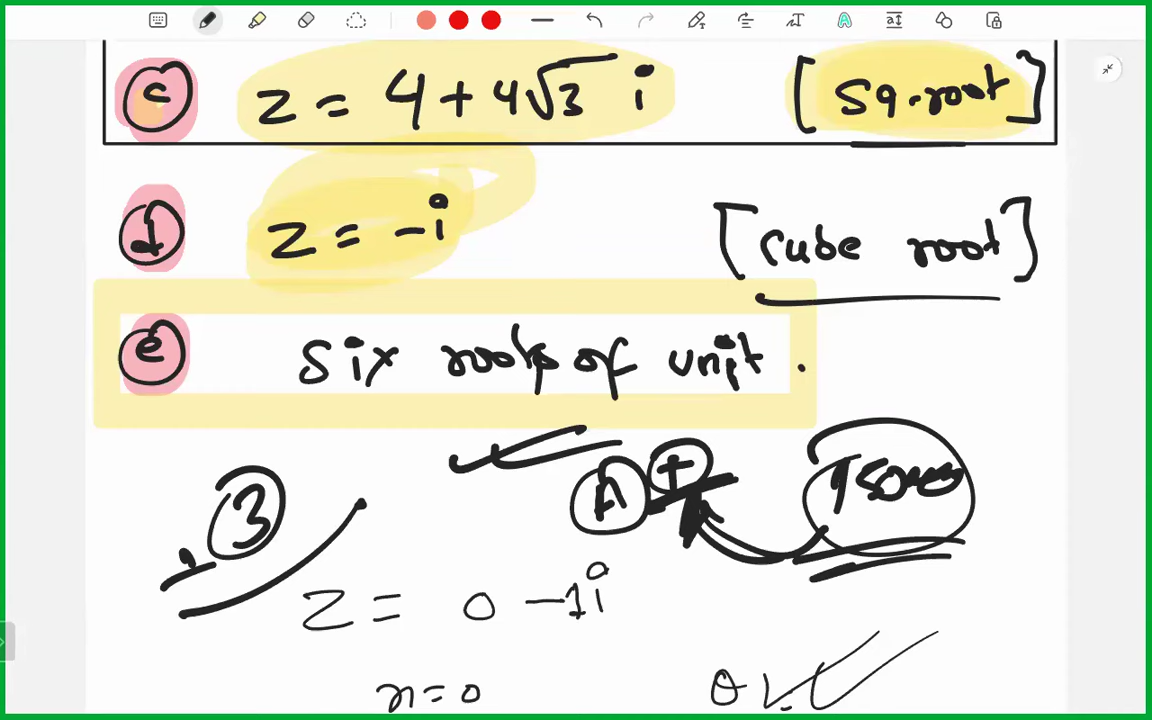 c z = 4 + 4√3 i [sq. root]
d z = -i [cube root]
e Six roots of unit .
A +
3
z = 0 - 1i
x = 0